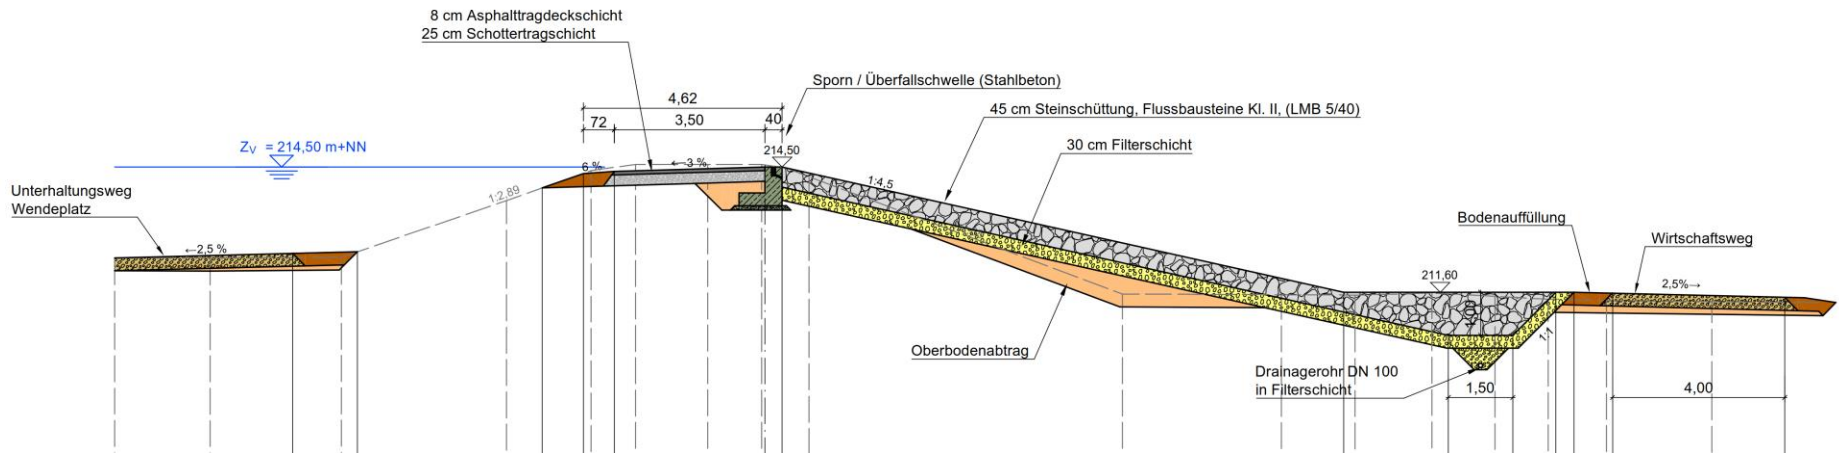 8 cm Asphalttragdeckschicht
25 cm Schottertragschicht
Sporn / Überfallschwelle (Stahlbeton)
4,62
45 cm Steinschüttung, Flussbausteine Kl. II, (LMB 5/40)
72
3,50
40
ZV = 214,50 m+NN
214,50
30 cm Filterschicht
6 %
←3 %
1:4,5
Unterhaltungsweg
Wendeplatz
1:2,89
Bodenauffüllung
Wirtschaftsweg
←2,5 %
211,60
2,5%→
1:1
Oberbodenabtrag
Drainagerohr DN 100
in Filterschicht
1,50
4,00